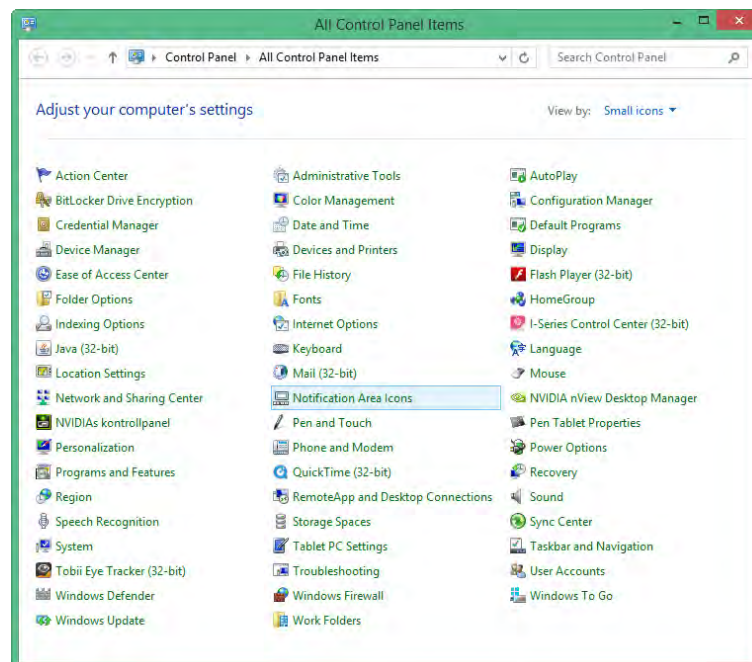 All Control Panel Items
Control Panel All Control Panel Items Search Control Panel
Adjust your computer's settings View by: Small icons
Action Center Administrative Tools AutoPlay
BitLocker Drive Encryption Color Management Configuration Manager
Credential Manager Date and Time Default Programs
Device Manager Devices and Printers Display
Ease of Access Center File History Flash Player (32-bit)
Folder Options Fonts HomeGroup
Indexing Options Internet Options I-Series Control Center (32-bit)
Java (32-bit) Keyboard Language
Location Settings Mail (32-bit) Mouse
Network and Sharing Center Notification Area Icons NVIDIA nView Desktop Manager
NVIDIAs kontrollpanel Pen and Touch Pen Tablet Properties
Personalization Phone and Modem Power Options
Programs and Features QuickTime (32-bit) Recovery
Region RemoteApp and Desktop Connections Sound
Speech Recognition Storage Spaces Sync Center
System Tablet PC Settings Taskbar and Navigation
Tobii Eye Tracker (32-bit) Troubleshooting User Accounts
Windows Defender Windows Firewall Windows To Go
Windows Update Work Folders